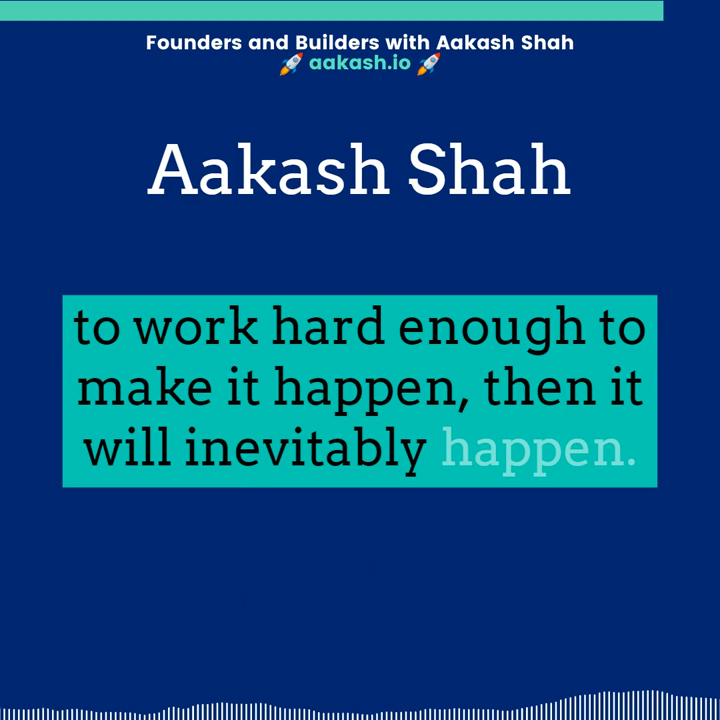 Founders and Builders with Aakash Shah
🚀 aakash.io 🚀
Aakash Shah
to work hard enough to
make it happen, then it
will inevitably happen.